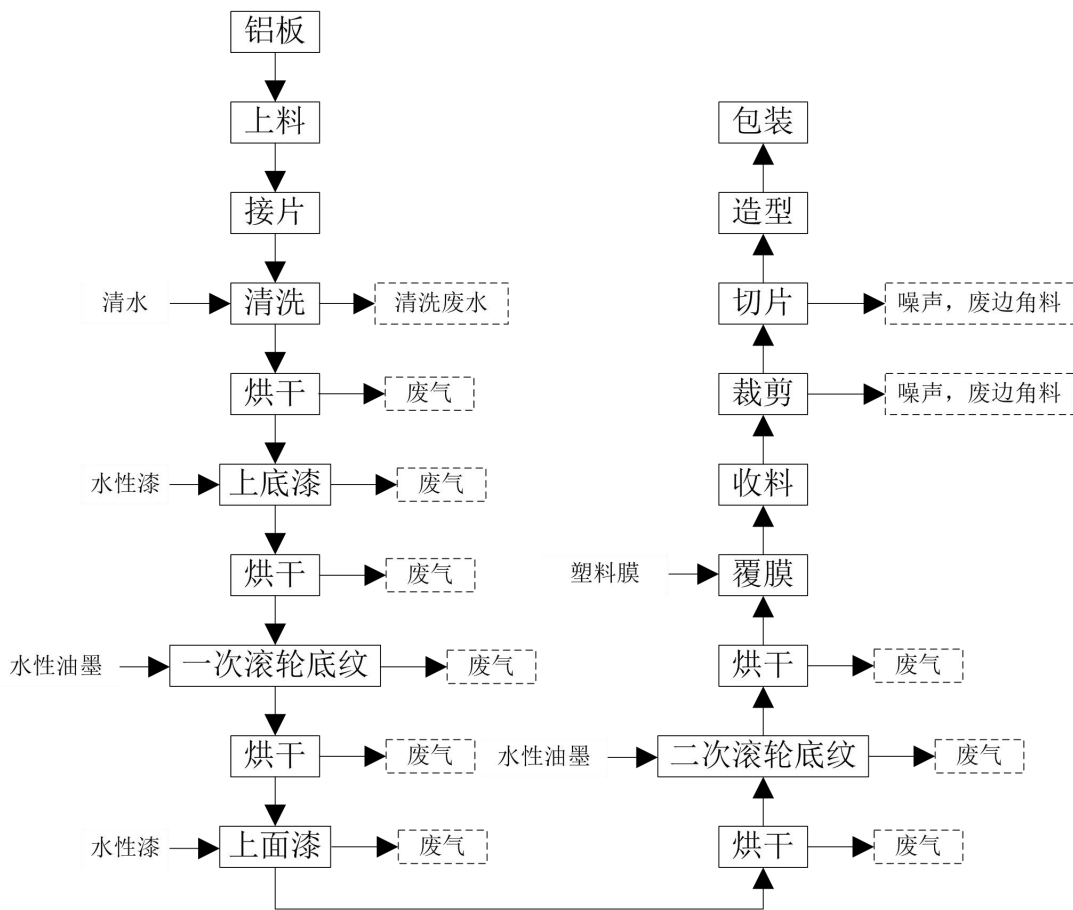 铝板
上料
接片
清水
清洗
清洗废水
烘干
废气
水性漆
上底漆
废气
烘干
废气
水性油墨
一次滚轮底纹
废气
烘干
废气
水性漆
上面漆
废气
包装
造型
切片
噪声，废边角料
裁剪
噪声，废边角料
收料
塑料膜
覆膜
烘干
废气
水性油墨
二次滚轮底纹
废气
烘干
废气